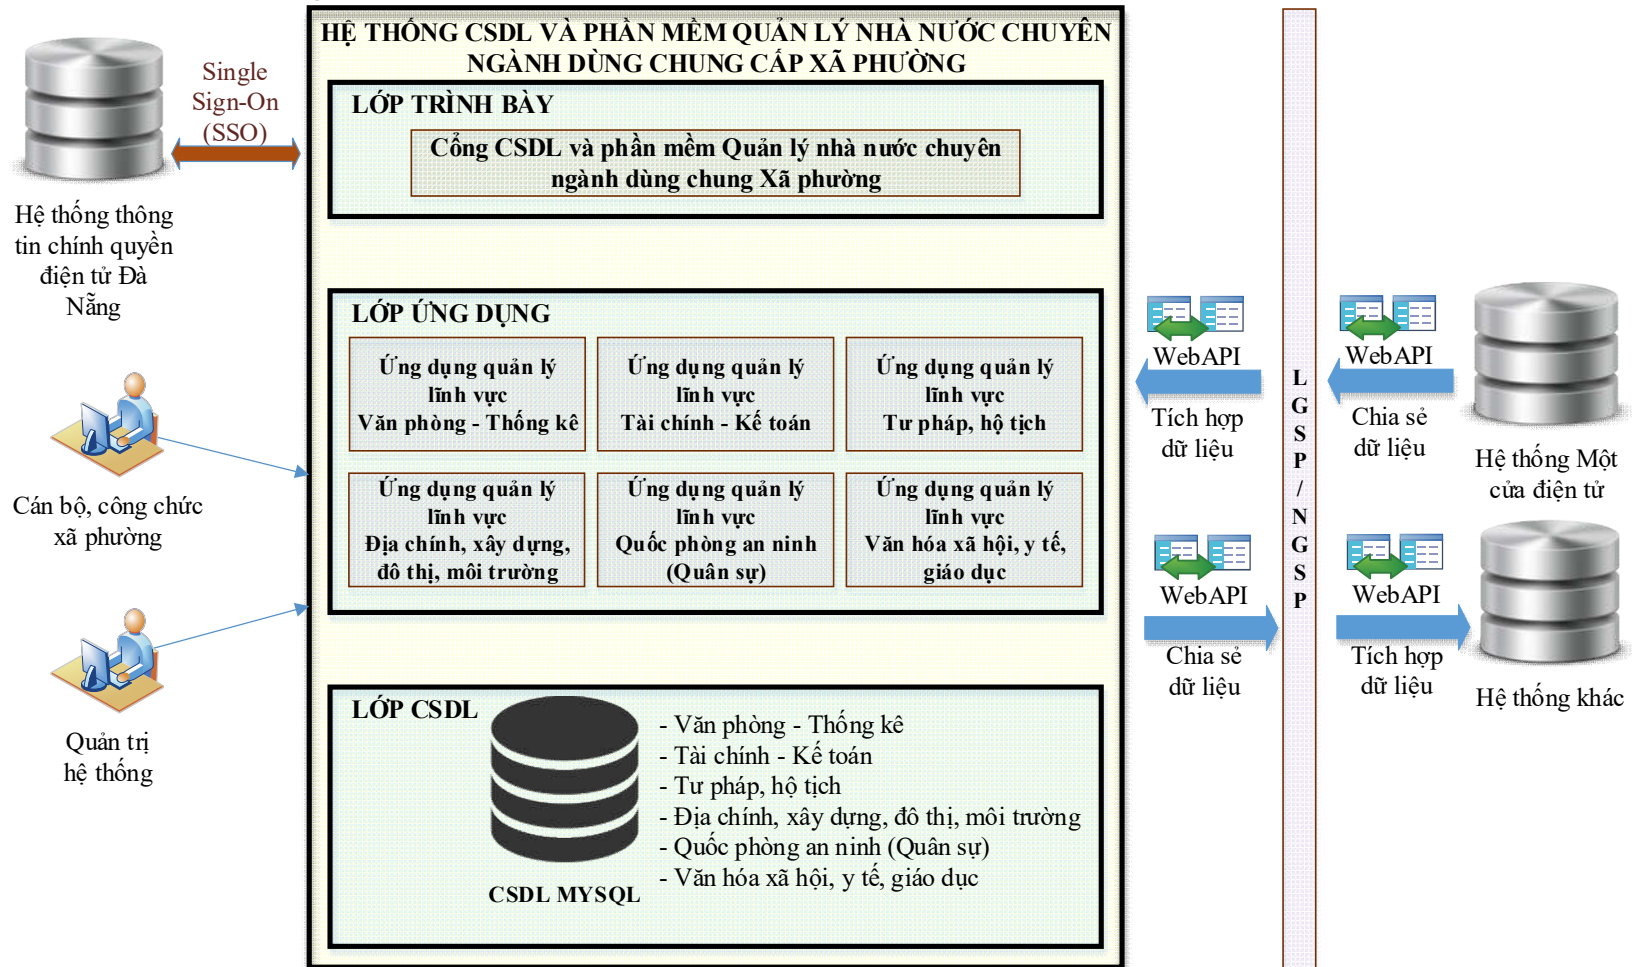 HỆ THỐNG CSDL VÀ PHẦN MỀM QUẢN LÝ NHÀ NƯỚC CHUYÊN
NGÀNH DÙNG CHUNG CẤP XÃ PHƯỜNG
Single
Sign-On
(SSO)
Hệ thống thông
tin chính quyền
điện tử Đà
Nẵng
Cán bộ, công chức
xã phường
Quản trị
hệ thống
LỚP TRÌNH BÀY
Cổng CSDL và phần mềm Quản lý nhà nước chuyên
ngành dùng chung Xã phường
LỚP ỨNG DỤNG
Ứng dụng quản lý
lĩnh vực
Văn phòng - Thống kê
Ứng dụng quản lý
lĩnh vực
Tài chính - Kế toán
Ứng dụng quản lý
lĩnh vực
Tư pháp, hộ tịch
Ứng dụng quản lý
lĩnh vực
Địa chính, xây dựng,
đô thị, môi trường
Ứng dụng quản lý
lĩnh vực
Quốc phòng an ninh
(Quân sự)
Ứng dụng quản lý
lĩnh vực
Văn hóa xã hội, y tế,
giáo dục
LỚP CSDL
CSDL MYSQL
- Văn phòng - Thống kê
- Tài chính - Kế toán
- Tư pháp, hộ tịch
- Địa chính, xây dựng, đô thị, môi trường
- Quốc phòng an ninh (Quân sự)
- Văn hóa xã hội, y tế, giáo dục
WebAPI
Tích hợp
dữ liệu
WebAPI
Chia sẻ
dữ liệu
L
G
S
P
/
N
G
S
P
WebAPI
Chia sẻ
dữ liệu
WebAPI
Tích hợp
dữ liệu
Hệ thống Một
cửa điện tử
Hệ thống khác